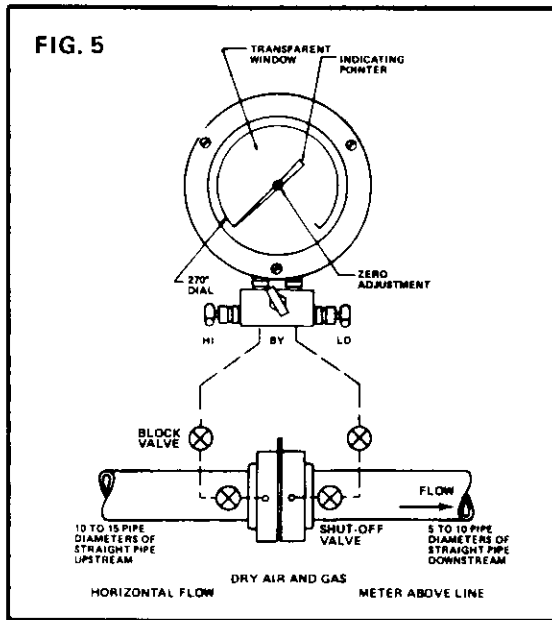 FIG. 5
TRANSPARENT
WINDOW
INDICATING
POINTER
270°
DIAL
ZERO
ADJUSTMENT
HI BY LO
BLOCK
VALVE
FLOW
10 TO 15 PIPE
DIAMETERS OF
STRAIGHT PIPE
UPSTREAM
SHUT-OFF
VALVE
5 TO 10 PIPE
DIAMETERS OF
STRAIGHT PIPE
DOWNSTREAM
DRY AIR AND GAS
HORIZONTAL FLOW
METER ABOVE LINE